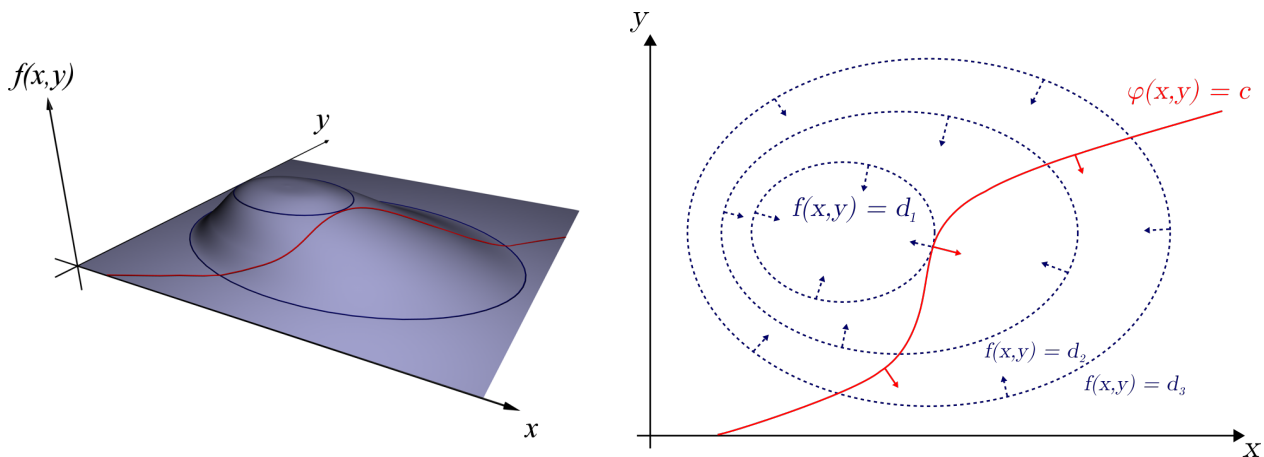 f(x,y)
y
x
y
φ(x,y) = c
f(x,y) = d₁
f(x,y) = d₂
f(x,y) = d₃
x